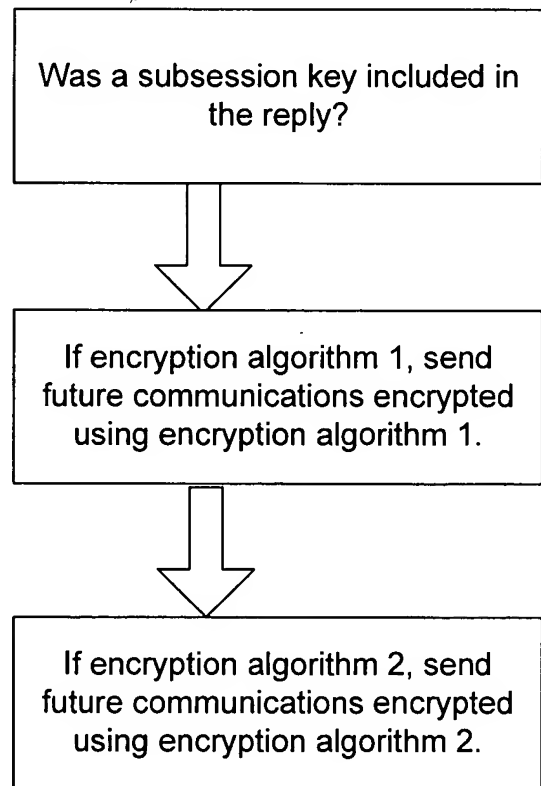 Was a subsession key included in
the reply?
If encryption algorithm 1, send
future communications encrypted
using encryption algorithm 1.
If encryption algorithm 2, send
future communications encrypted
using encryption algorithm 2.